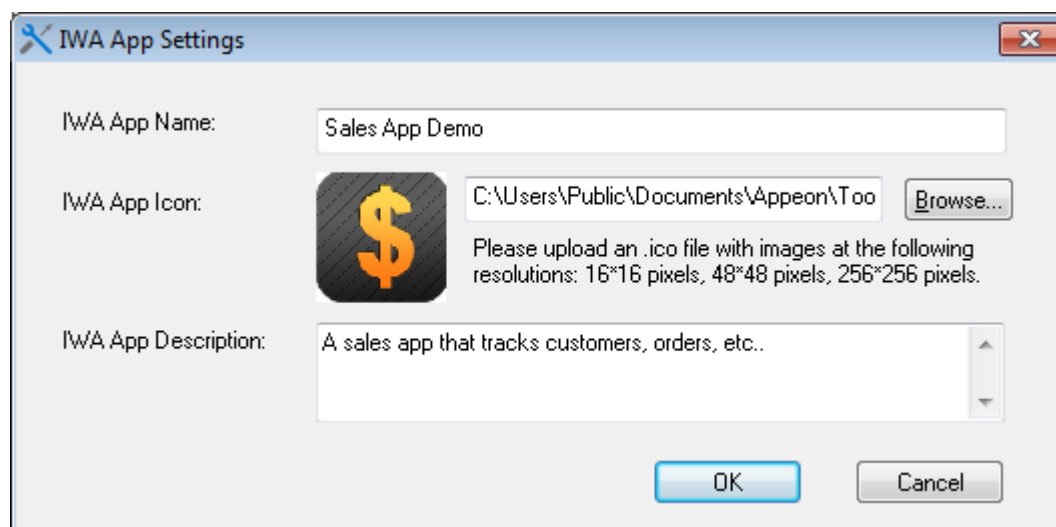 IWA App Settings
IWA App Name:
Sales App Demo
IWA App Icon:
$
C:\Users\Public\Documents\Appeon\Too
Browse...
Please upload an .ico file with images at the following
resolutions: 16*16 pixels, 48*48 pixels, 256*256 pixels.
IWA App Description:
A sales app that tracks customers, orders, etc..
OK
Cancel